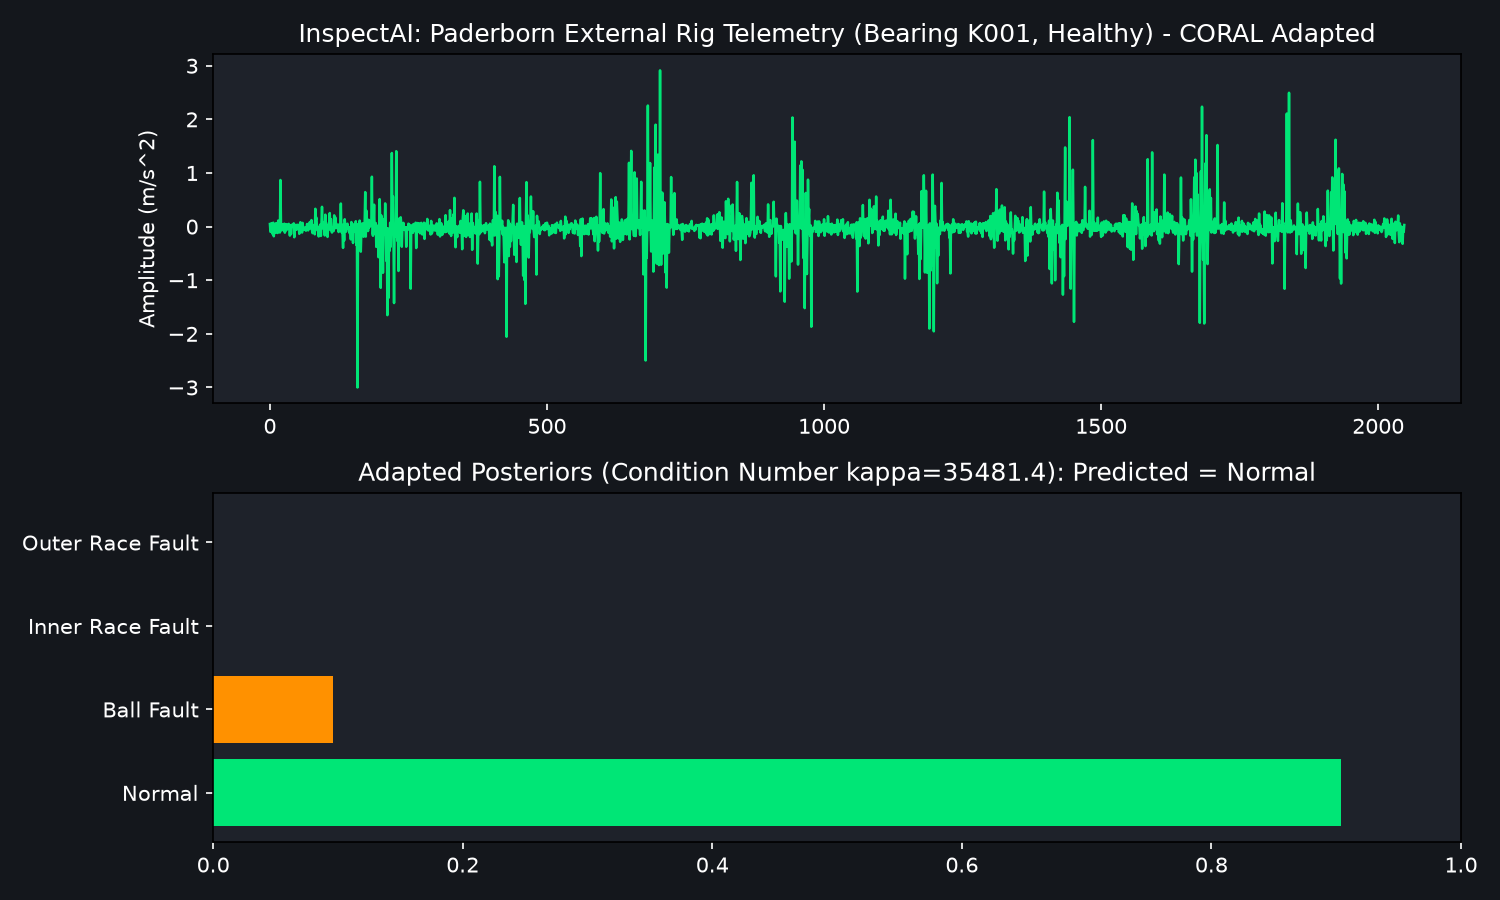 InspectAI: Paderborn External Rig Telemetry (Bearing K001, Healthy) - CORAL Adapted
Amplitude (m/s^2)
3
2
1
0
−1
−2
−3
0 500 1000 1500 2000
Adapted Posteriors (Condition Number kappa=35481.4): Predicted = Normal
Outer Race Fault
Inner Race Fault
Ball Fault
Normal
0.0 0.2 0.4 0.6 0.8 1.0